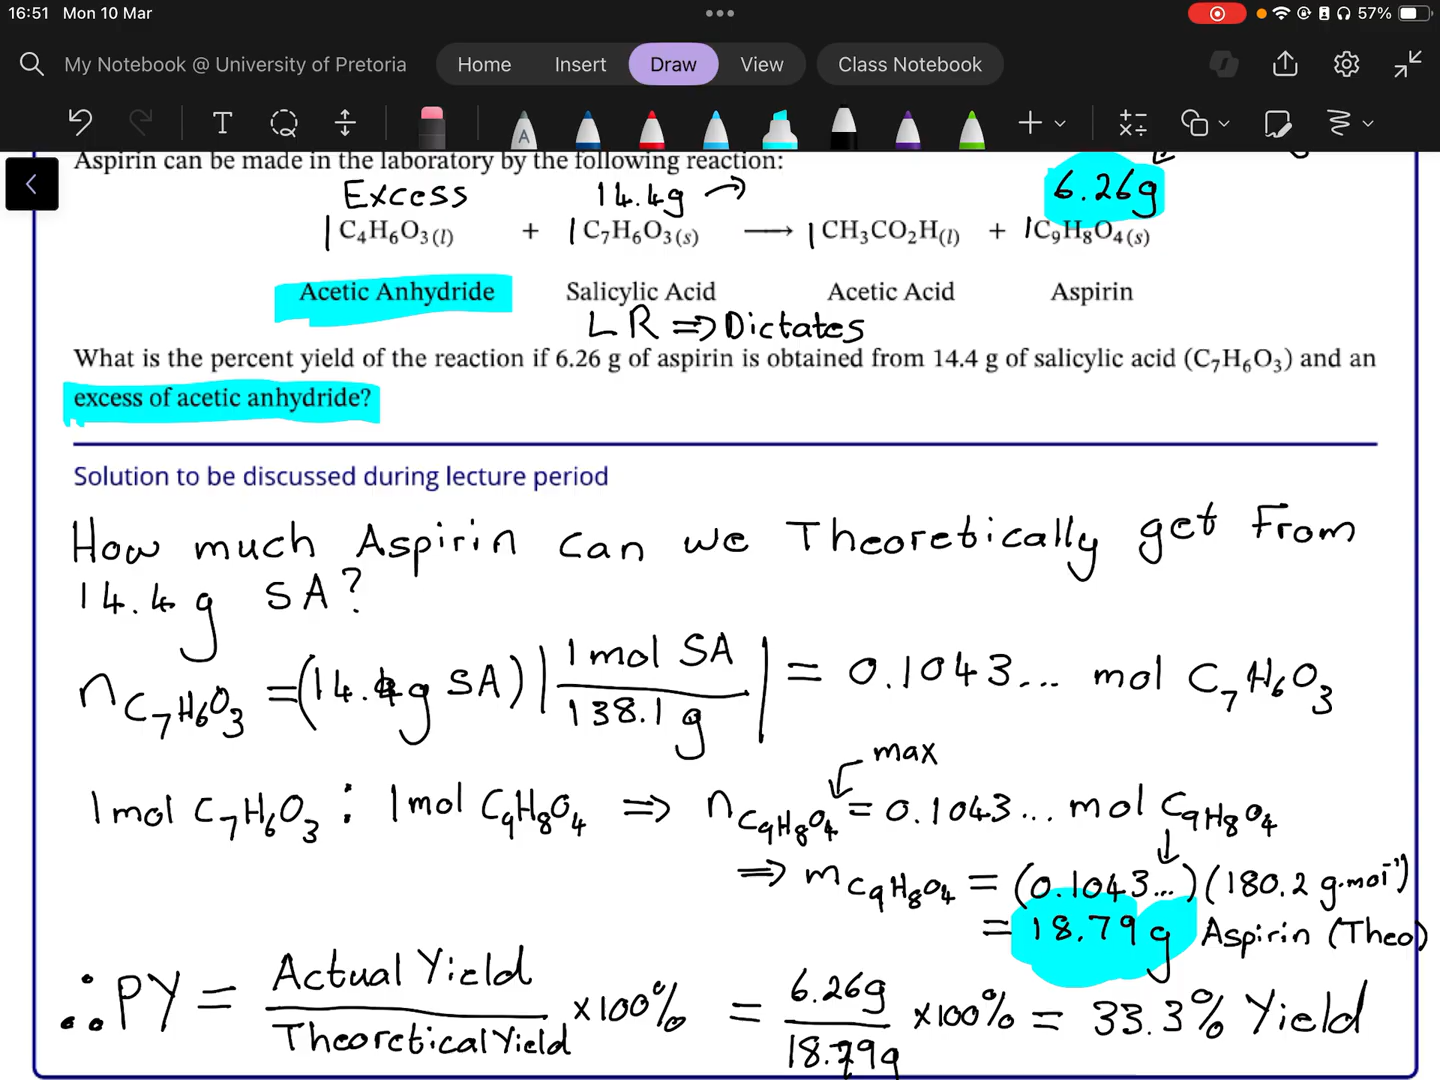 16:51 Mon 10 Mar 57%
My Notebook @ University of Pretoria Home Insert Draw View Class Notebook
T A
Aspirin can be made in the laboratory by the following reaction:
Excess 14.4g → 6.26g
1 C₄H₆O₃(l) + 1 C₇H₆O₃(s) ⟶ 1 CH₃CO₂H(l) + 1 C₉H₈O₄(s)
Acetic Anhydride Salicylic Acid Acetic Acid Aspirin
LR ⇒ Dictates
What is the percent yield of the reaction if 6.26 g of aspirin is obtained from 14.4 g of salicylic acid (C₇H₆O₃) and an
excess of acetic anhydride?
Solution to be discussed during lecture period
How much Aspirin can we Theoretically get From
14.4g SA?
n C₇H₆O₃ = (14.4g SA) | 1 mol SA / 138.1 g | = 0.1043... mol C₇H₆O₃
max
1 mol C₇H₆O₃ : 1 mol C₉H₈O₄ ⇒ n C₉H₈O₄ = 0.1043... mol C₉H₈O₄
⇒ m C₉H₈O₄ = (0.1043...)(180.2 g·mol⁻¹)
= 18.79 g Aspirin (Theo)
∴ PY = Actual Yield / Theoretical Yield ×100% = 6.26g / 18.79g ×100% = 33.3% Yield